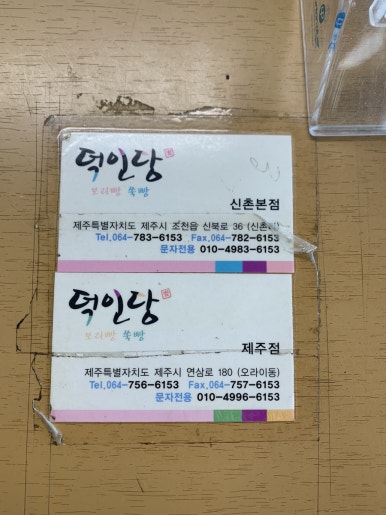 덕인당
보리빵 쑥빵
신촌본점
제주특별자치도 제주시 조천읍 신북로 36 (신촌리)
Tel.064-783-6153 Fax.064-782-6153
문자전용 010-4983-6153
덕인당
보리빵 쑥빵
제주점
제주특별자치도 제주시 연삼로 180 (오라이동)
Tel.064-756-6153 Fax.064-757-6153
문자전용 010-4996-6153